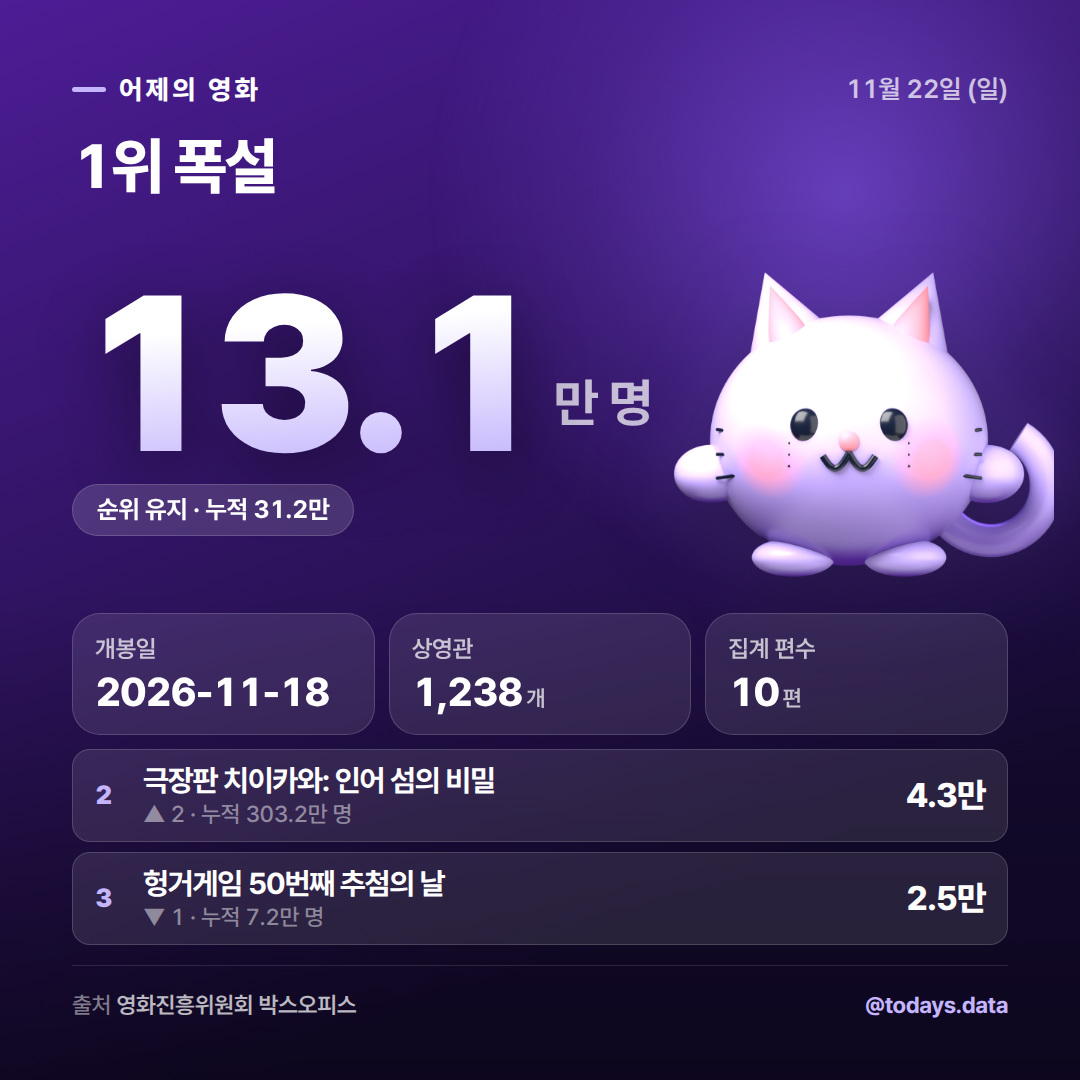 어제의 영화
11월 22일 (일)
1위 폭설
13.1 만 명
순위 유지 · 누적 31.2만
개봉일
2026-11-18
상영관
1,238개
집계 편수
10편
2
극장판 치이카와: 인어 섬의 비밀
▲ 2 · 누적 303.2만 명
4.3만
3
헝거게임 50번째 추첨의 날
▼ 1 · 누적 7.2만 명
2.5만
출처 영화진흥위원회 박스오피스
@todays.data